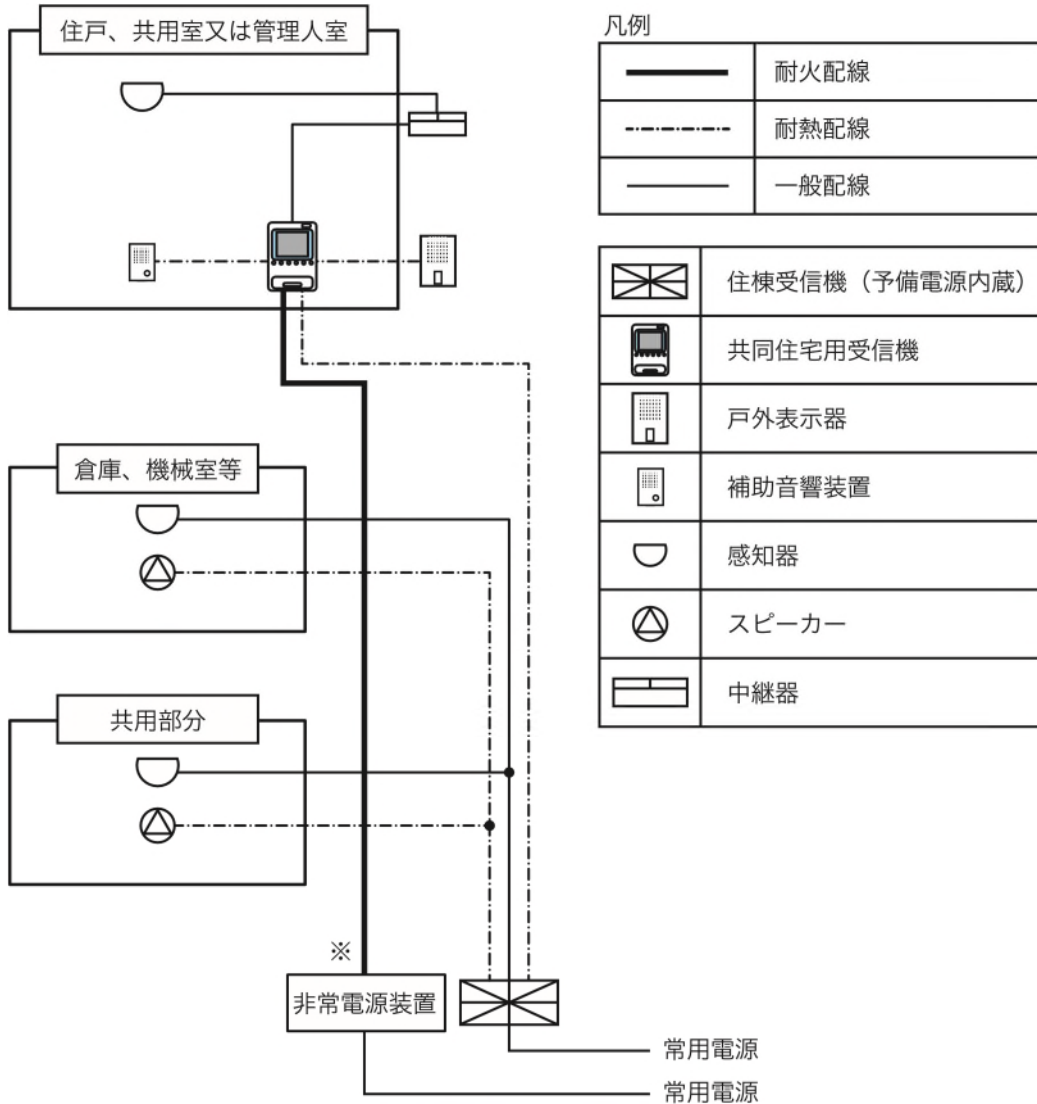 住戸、共用室又は管理人室
凡例
耐火配線
耐熱配線
一般配線
住棟受信機（予備電源内蔵）
共同住宅用受信機
戸外表示器
補助音響装置
感知器
スピーカー
中継器
倉庫、機械室等
共用部分
※
非常電源装置
常用電源
常用電源